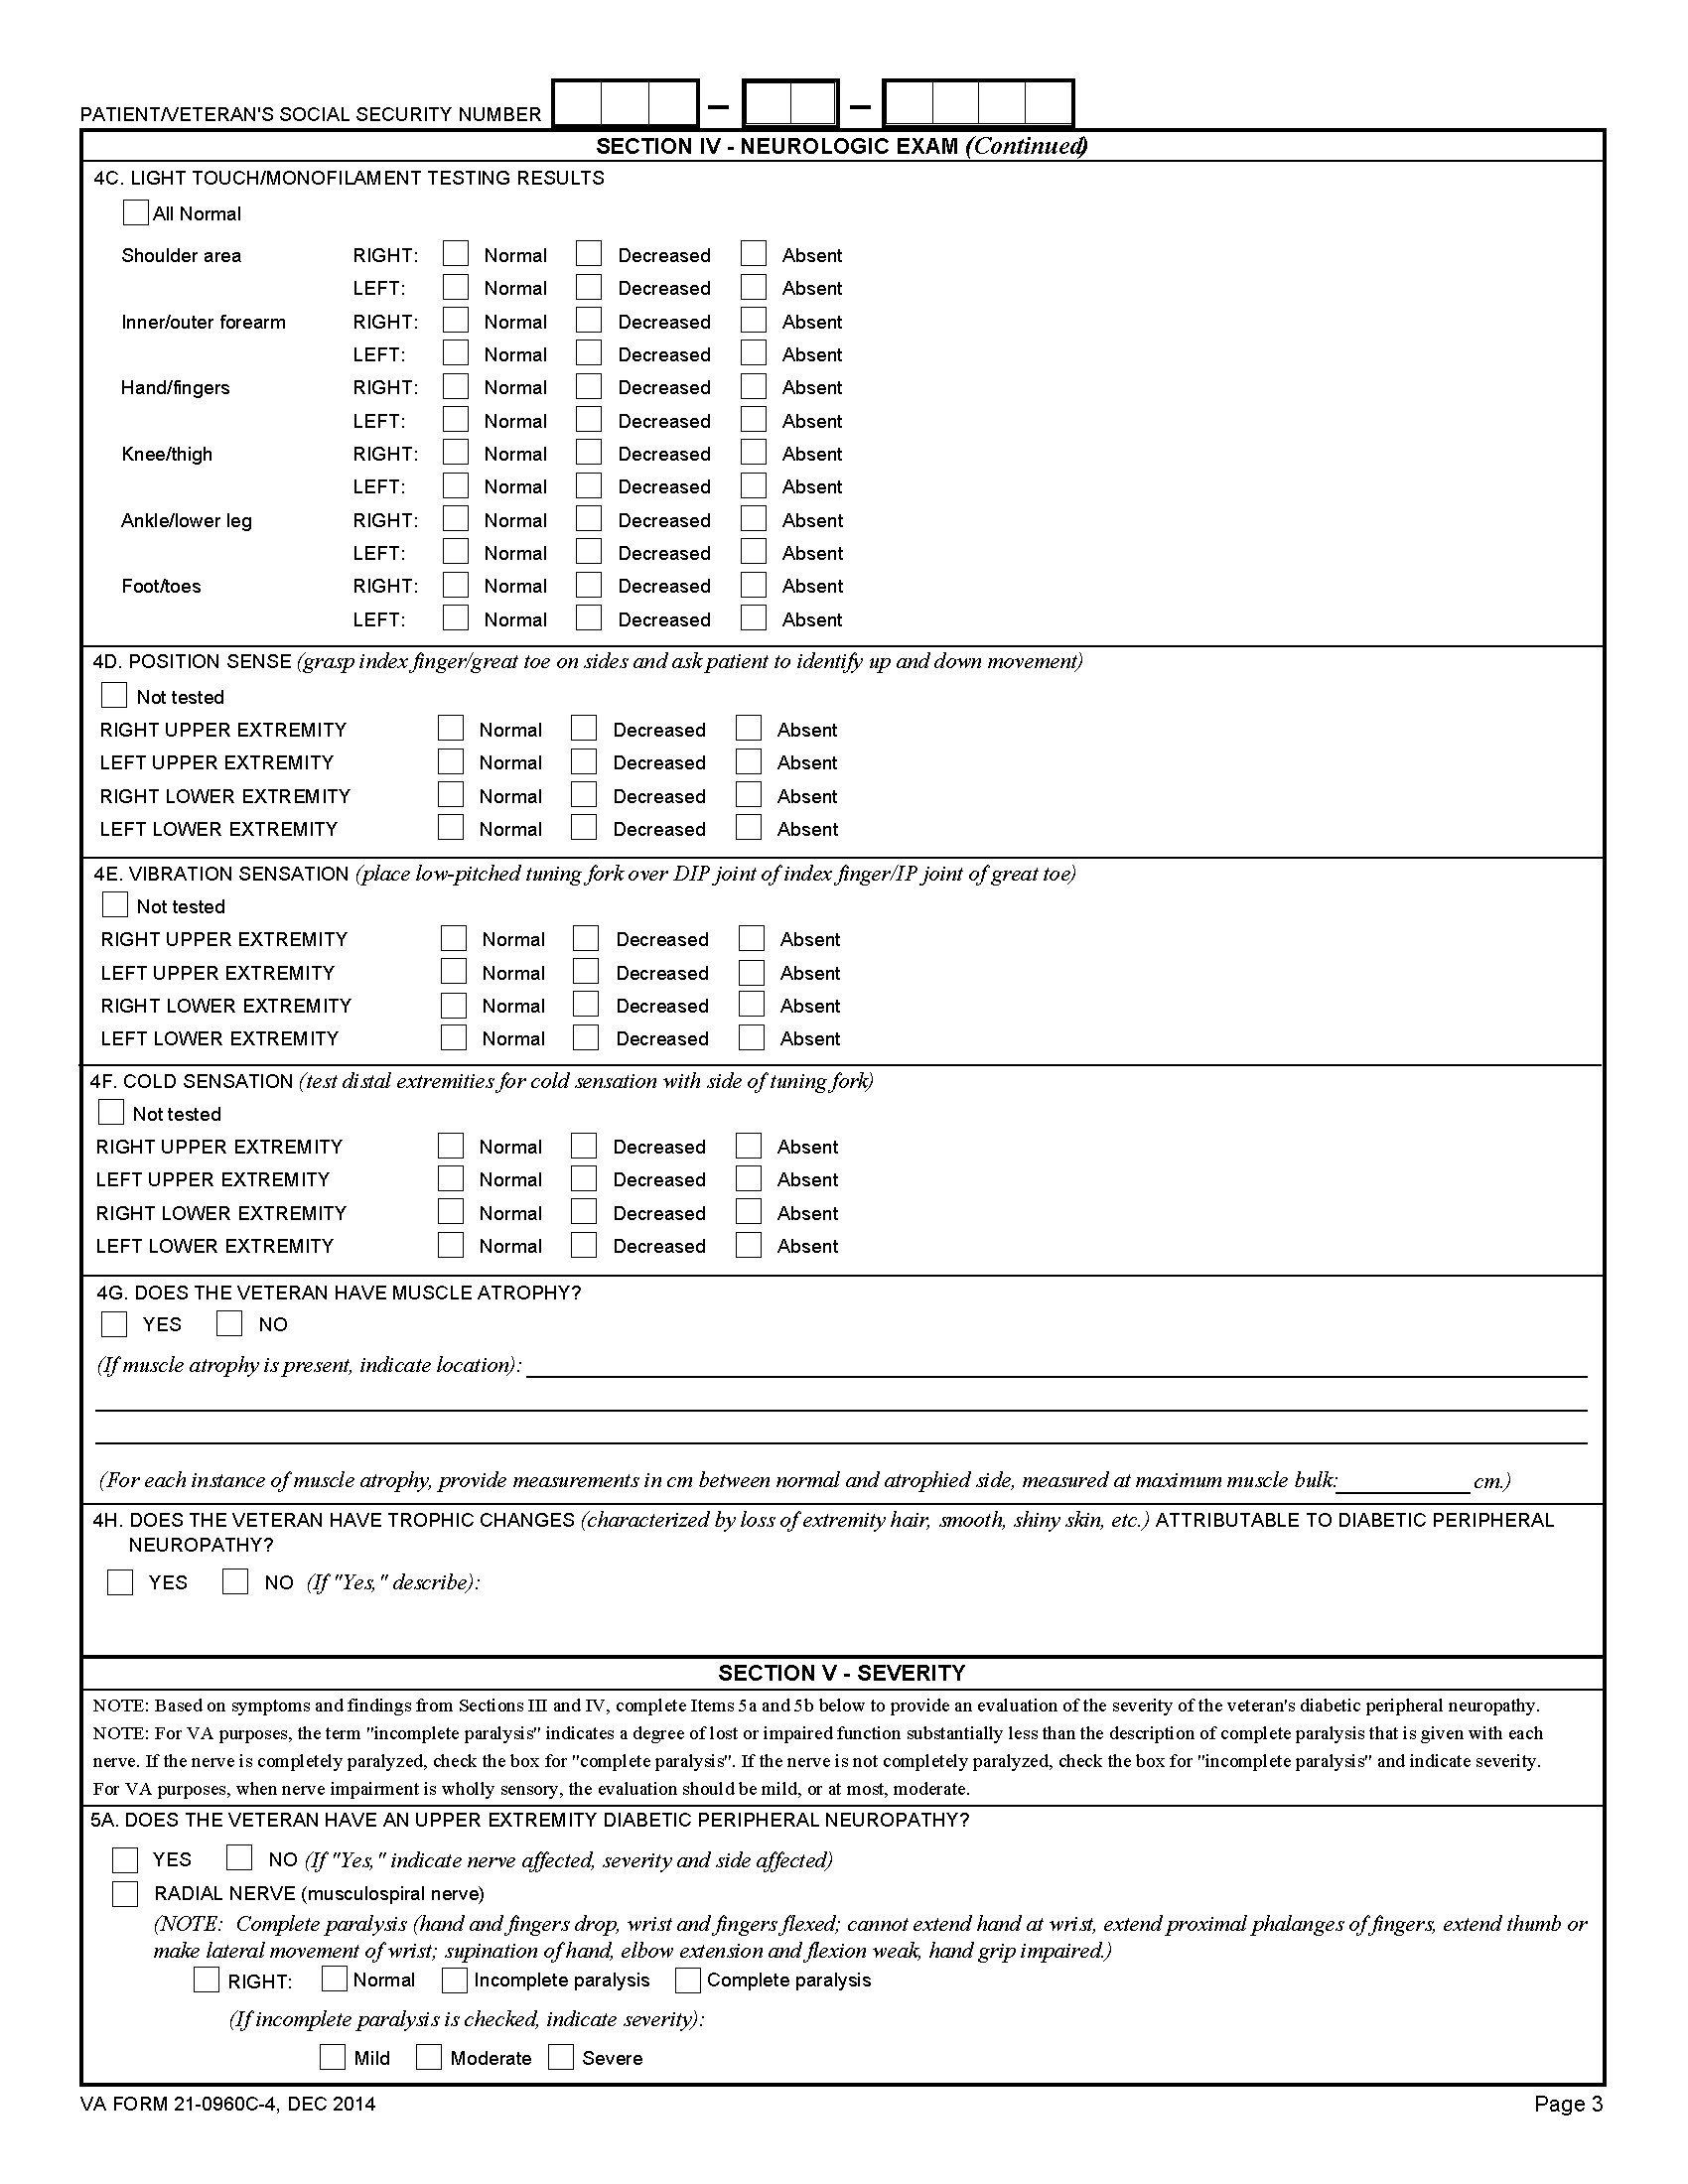 PATIENT/VETERAN'S SOCIAL SECURITY NUMBER – –
SECTION IV - NEUROLOGIC EXAM (Continued)
4C. LIGHT TOUCH/MONOFILAMENT TESTING RESULTS
All Normal
Shoulder area RIGHT: Normal Decreased Absent
LEFT: Normal Decreased Absent
Inner/outer forearm RIGHT: Normal Decreased Absent
LEFT: Normal Decreased Absent
Hand/fingers RIGHT: Normal Decreased Absent
LEFT: Normal Decreased Absent
Knee/thigh RIGHT: Normal Decreased Absent
LEFT: Normal Decreased Absent
Ankle/lower leg RIGHT: Normal Decreased Absent
LEFT: Normal Decreased Absent
Foot/toes RIGHT: Normal Decreased Absent
LEFT: Normal Decreased Absent
4D. POSITION SENSE (grasp index finger/great toe on sides and ask patient to identify up and down movement)
Not tested
RIGHT UPPER EXTREMITY Normal Decreased Absent
LEFT UPPER EXTREMITY Normal Decreased Absent
RIGHT LOWER EXTREMITY Normal Decreased Absent
LEFT LOWER EXTREMITY Normal Decreased Absent
4E. VIBRATION SENSATION (place low-pitched tuning fork over DIP joint of index finger/IP joint of great toe)
Not tested
RIGHT UPPER EXTREMITY Normal Decreased Absent
LEFT UPPER EXTREMITY Normal Decreased Absent
RIGHT LOWER EXTREMITY Normal Decreased Absent
LEFT LOWER EXTREMITY Normal Decreased Absent
4F. COLD SENSATION (test distal extremities for cold sensation with side of tuning fork)
Not tested
RIGHT UPPER EXTREMITY Normal Decreased Absent
LEFT UPPER EXTREMITY Normal Decreased Absent
RIGHT LOWER EXTREMITY Normal Decreased Absent
LEFT LOWER EXTREMITY Normal Decreased Absent
4G. DOES THE VETERAN HAVE MUSCLE ATROPHY?
YES NO
(If muscle atrophy is present, indicate location):
(For each instance of muscle atrophy, provide measurements in cm between normal and atrophied side, measured at maximum muscle bulk: cm.)
4H. DOES THE VETERAN HAVE TROPHIC CHANGES (characterized by loss of extremity hair, smooth, shiny skin, etc.) ATTRIBUTABLE TO DIABETIC PERIPHERAL
NEUROPATHY?
YES NO (If "Yes," describe):
SECTION V - SEVERITY
NOTE: Based on symptoms and findings from Sections III and IV, complete Items 5a and 5b below to provide an evaluation of the severity of the veteran's diabetic peripheral neuropathy.
NOTE: For VA purposes, the term "incomplete paralysis" indicates a degree of lost or impaired function substantially less than the description of complete paralysis that is given with each
nerve. If the nerve is completely paralyzed, check the box for "complete paralysis". If the nerve is not completely paralyzed, check the box for "incomplete paralysis" and indicate severity.
For VA purposes, when nerve impairment is wholly sensory, the evaluation should be mild, or at most, moderate.
5A. DOES THE VETERAN HAVE AN UPPER EXTREMITY DIABETIC PERIPHERAL NEUROPATHY?
YES NO (If "Yes," indicate nerve affected, severity and side affected)
RADIAL NERVE (musculospiral nerve)
(NOTE: Complete paralysis (hand and fingers drop, wrist and fingers flexed; cannot extend hand at wrist, extend proximal phalanges of fingers, extend thumb or
make lateral movement of wrist; supination of hand, elbow extension and flexion weak, hand grip impaired.)
RIGHT: Normal Incomplete paralysis Complete paralysis
(If incomplete paralysis is checked, indicate severity):
Mild Moderate Severe
VA FORM 21-0960C-4, DEC 2014 Page 3